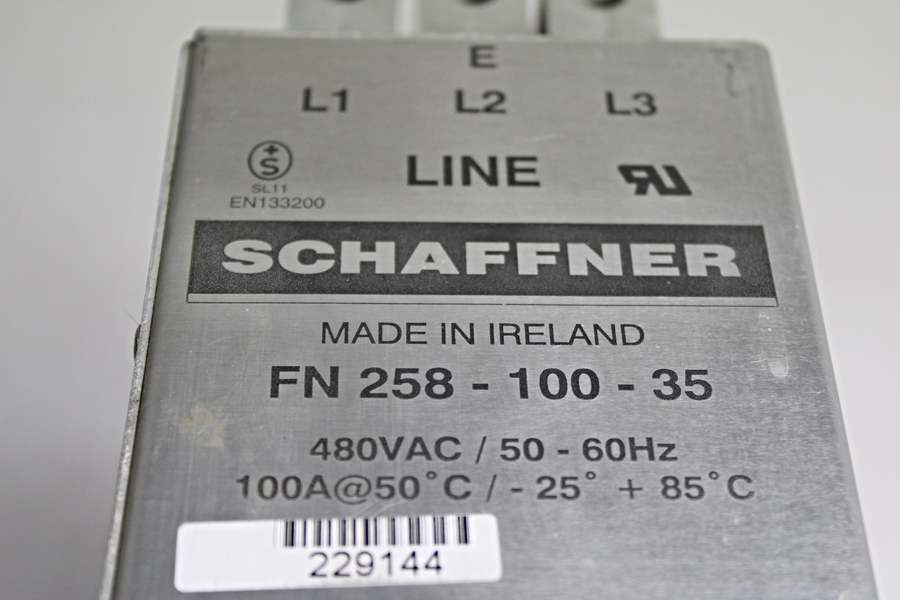 E
L1 L2 L3
S LINE RU
SL11
EN133200
SCHAFFNER
MADE IN IRELAND
FN 258 - 100 - 35
480VAC / 50 - 60Hz
100A@50°C / - 25° + 85°C
229144